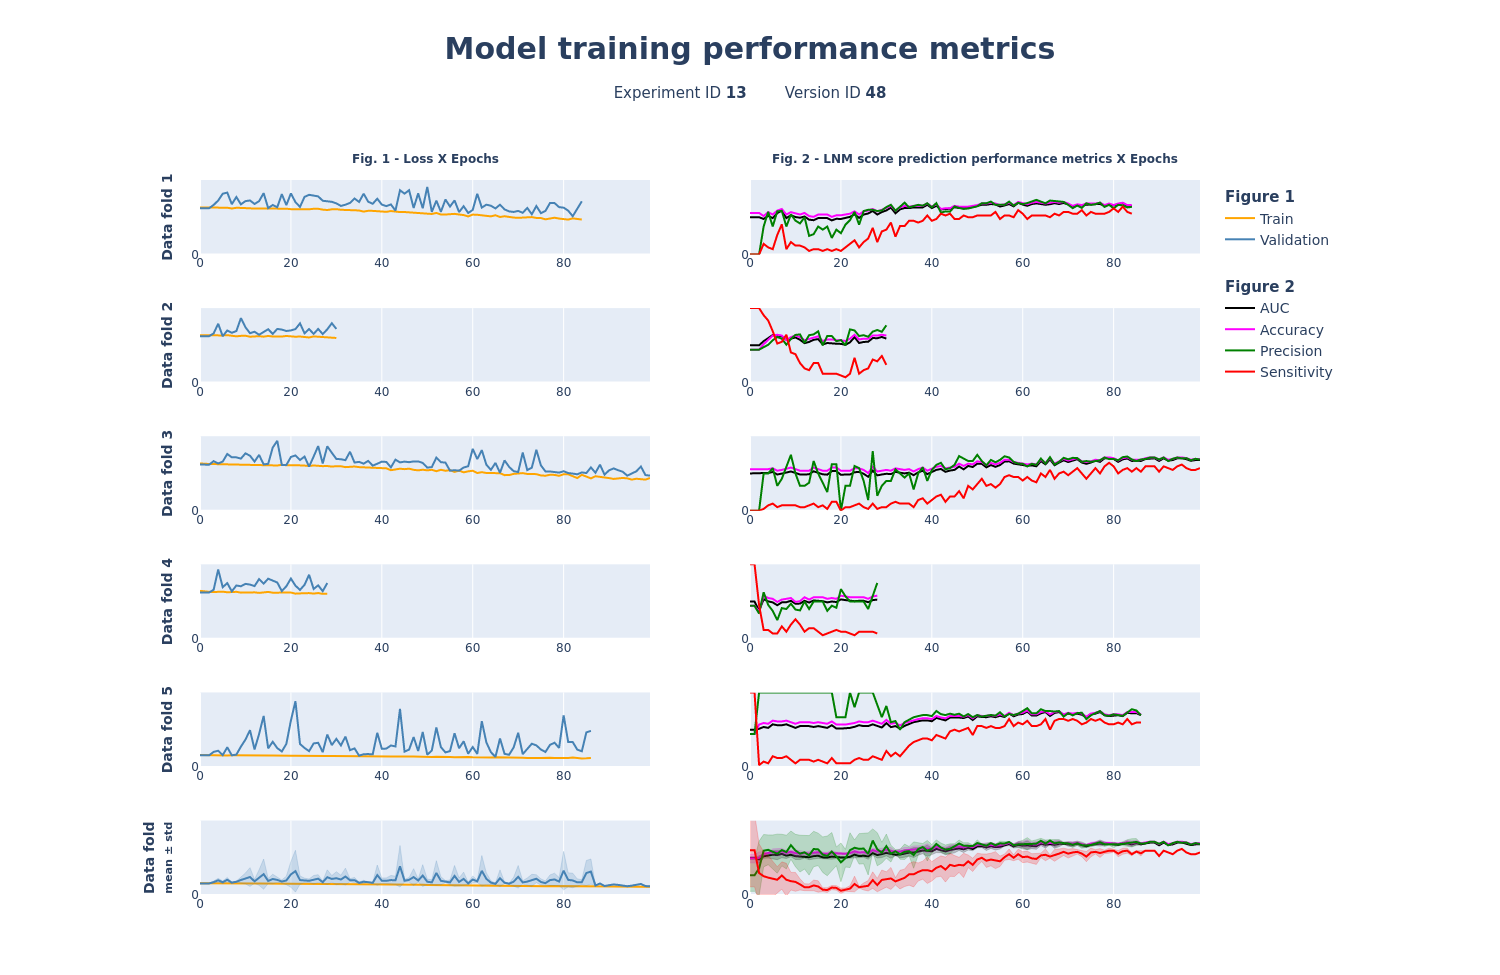 Model training performance metrics
Experiment ID 13 Version ID 48
Fig. 1 - Loss X Epochs
Fig. 2 - LNM score prediction performance metrics X Epochs
Data fold 1
0
0 20 40 60 80
0
0 20 40 60 80
Figure 1
Train
Validation
Figure 2
AUC
Accuracy
Precision
Sensitivity
Data fold 2
0
0 20 40 60 80
0
0 20 40 60 80
Data fold 3
0
0 20 40 60 80
0
0 20 40 60 80
Data fold 4
0
0 20 40 60 80
0
0 20 40 60 80
Data fold 5
0
0 20 40 60 80
0
0 20 40 60 80
Data fold
mean ± std
0
0 20 40 60 80
0
0 20 40 60 80